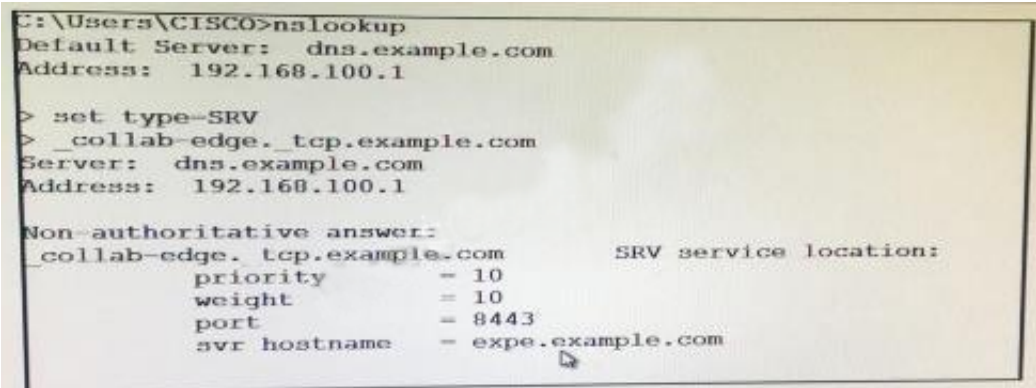 C:\Users\CISCO>nslookup
Default Server:  dns.example.com
Address:  192.168.100.1
> set type=SRV
> _collab-edge._tcp.example.com
Server:  dns.example.com
Address:  192.168.100.1
Non-authoritative answer:
_collab-edge._tcp.example.com          SRV service location:
          priority       = 10
          weight         = 10
          port           = 8443
          svr hostname   = expe.example.com